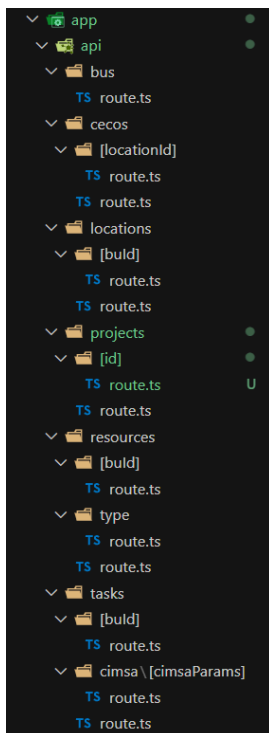 app
api
bus
TS route.ts
cecos
[locationId]
TS route.ts
TS route.ts
locations
[buId]
TS route.ts
TS route.ts
projects
[id]
TS route.ts U
TS route.ts
resources
[buId]
TS route.ts
type
TS route.ts
TS route.ts
tasks
[buId]
TS route.ts
cimsa\[cimsaParams]
TS route.ts
TS route.ts